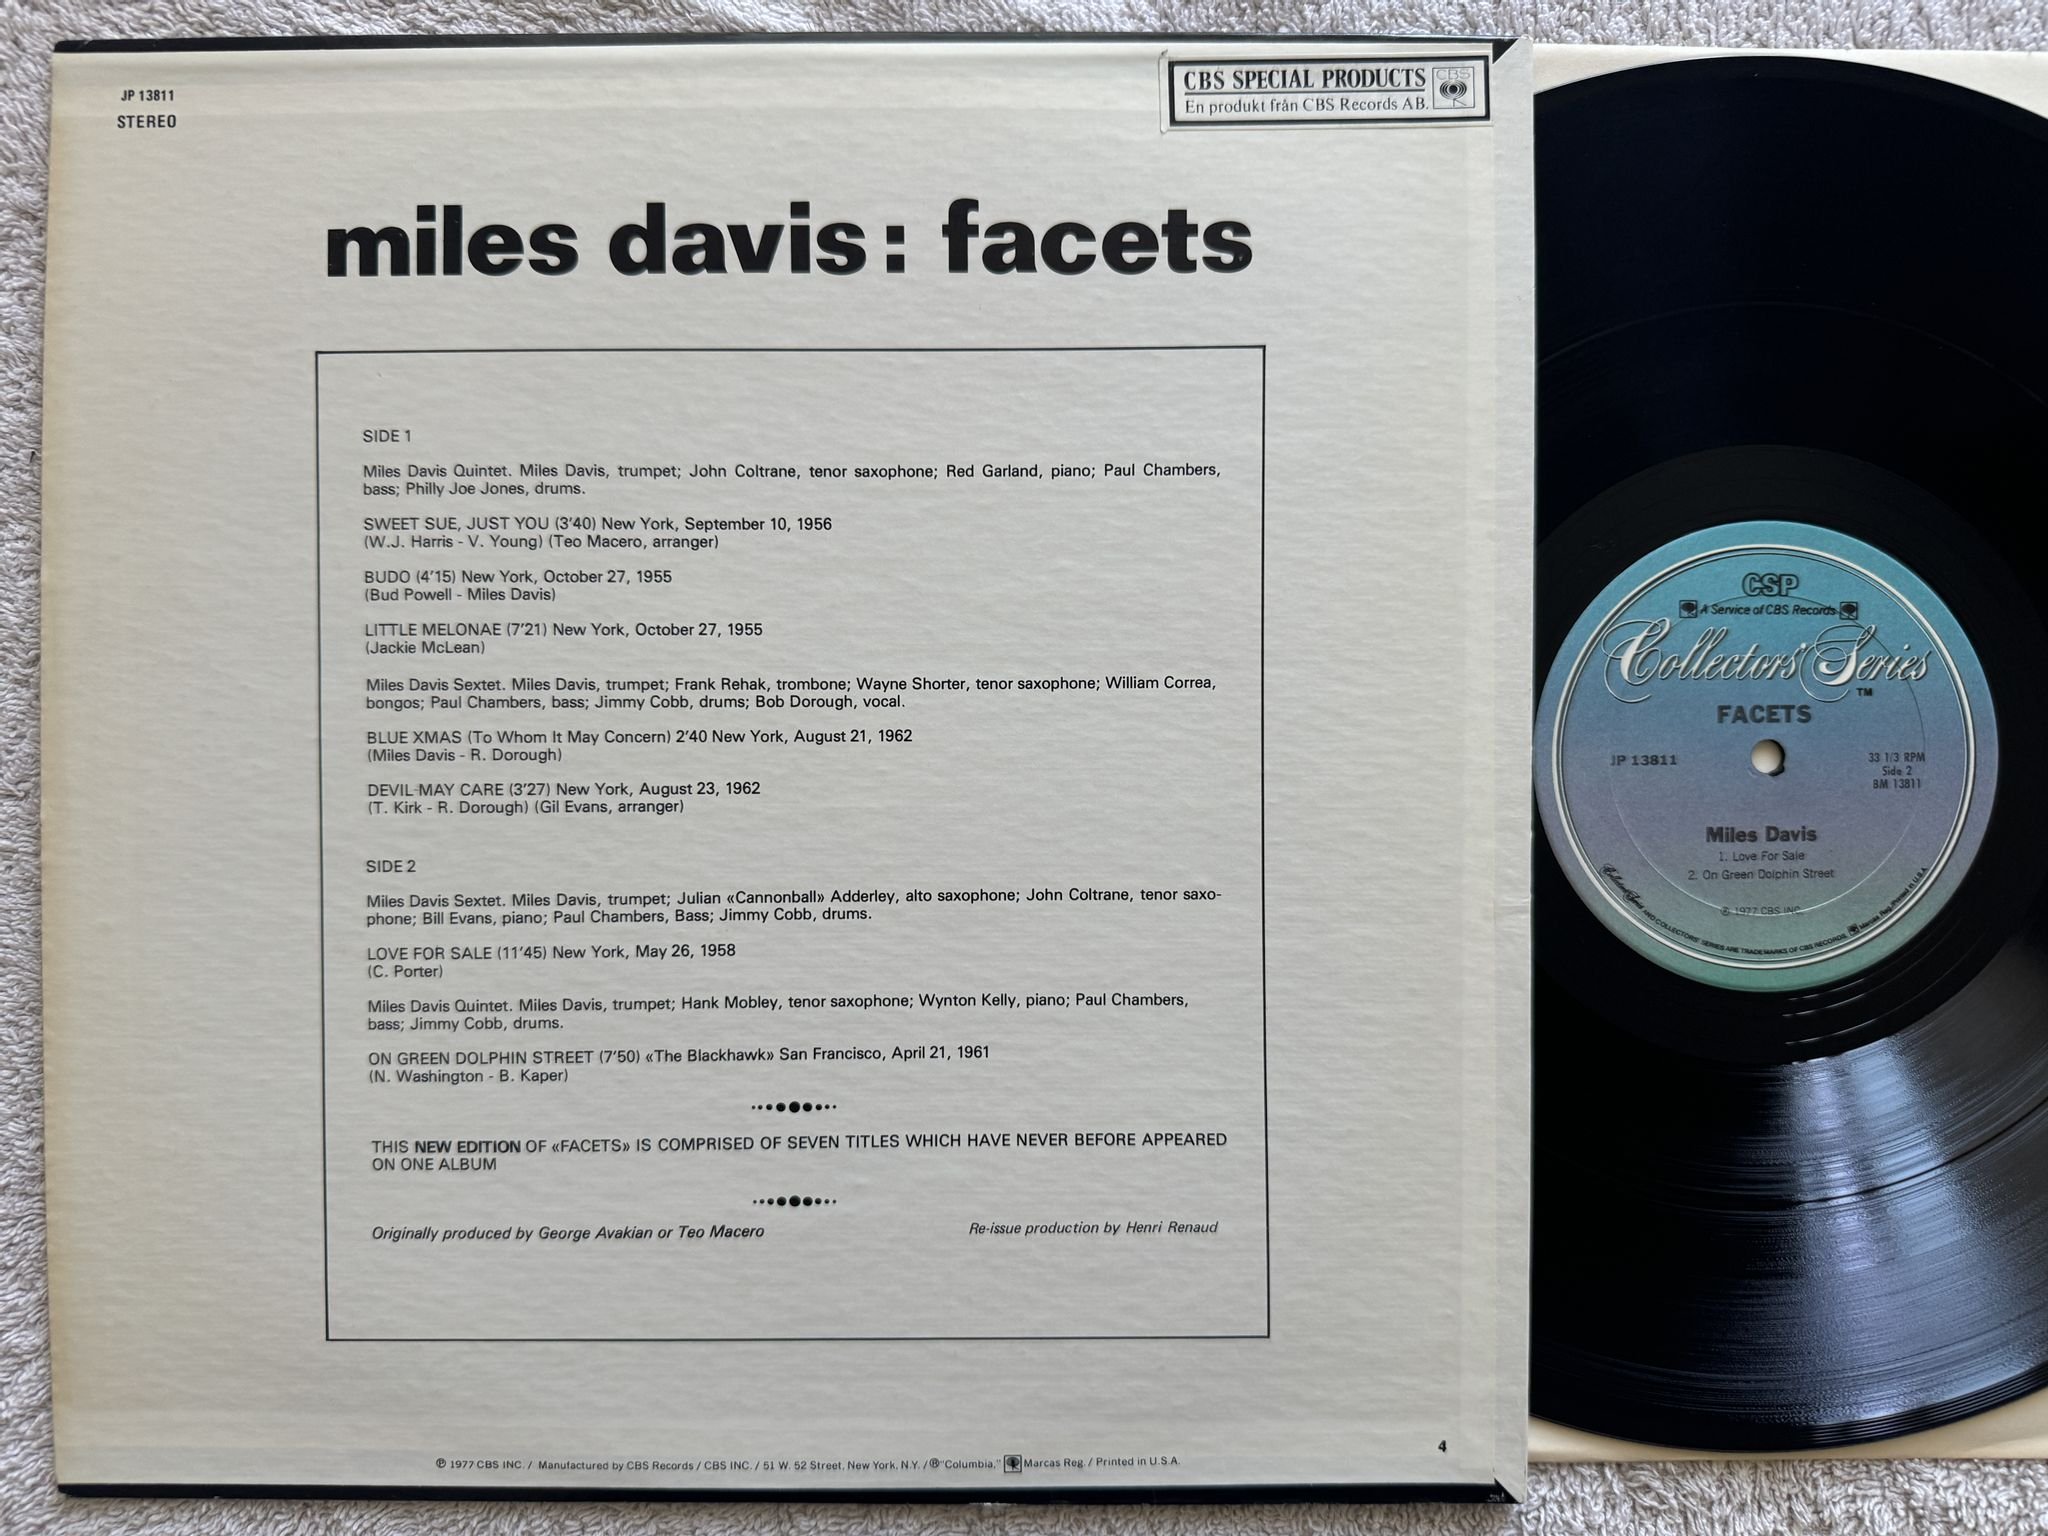 JP 13811
STEREO
CBS SPECIAL PRODUCTS
En produkt från CBS Records AB.
CBS
miles davis: facets
SIDE 1
Miles Davis Quintet. Miles Davis, trumpet; John Coltrane, tenor saxophone; Red Garland, piano; Paul Chambers,
bass; Philly Joe Jones, drums.
SWEET SUE, JUST YOU (3'40) New York, September 10, 1956
(W.J. Harris - V. Young) (Teo Macero, arranger)
BUDO (4'15) New York, October 27, 1955
(Bud Powell - Miles Davis)
LITTLE MELONAE (7'21) New York, October 27, 1955
(Jackie McLean)
Miles Davis Sextet. Miles Davis, trumpet; Frank Rehak, trombone; Wayne Shorter, tenor saxophone; William Correa,
bongos; Paul Chambers, bass; Jimmy Cobb, drums; Bob Dorough, vocal.
BLUE XMAS (To Whom It May Concern) 2'40 New York, August 21, 1962
(Miles Davis - R. Dorough)
DEVIL MAY CARE (3'27) New York, August 23, 1962
(T. Kirk - R. Dorough) (Gil Evans, arranger)
SIDE 2
Miles Davis Sextet. Miles Davis, trumpet; Julian «Cannonball» Adderley, alto saxophone; John Coltrane, tenor saxo-
phone; Bill Evans, piano; Paul Chambers, Bass; Jimmy Cobb, drums.
LOVE FOR SALE (11'45) New York, May 26, 1958
(C. Porter)
Miles Davis Quintet. Miles Davis, trumpet; Hank Mobley, tenor saxophone; Wynton Kelly, piano; Paul Chambers,
bass; Jimmy Cobb, drums.
ON GREEN DOLPHIN STREET (7'50) «The Blackhawk» San Francisco, April 21, 1961
(N. Washington - B. Kaper)
THIS NEW EDITION OF «FACETS» IS COMPRISED OF SEVEN TITLES WHICH HAVE NEVER BEFORE APPEARED
ON ONE ALBUM
Originally produced by George Avakian or Teo Macero
Re-issue production by Henri Renaud
4
℗ 1977 CBS INC. / Manufactured by CBS Records / CBS INC. / 51 W. 52 Street, New York, N.Y. / ® "Columbia," Marcas Reg. / Printed in U.S.A.
CSP
A Service of CBS Records
Collectors' Series
TM
FACETS
JP 13811
33 1/3 RPM
Side 2
BM 13811
Miles Davis
1. Love For Sale
2. On Green Dolphin Street
℗ 1977 CBS INC.
Collectors' Series AND COLLECTORS' SERIES ARE TRADEMARKS OF CBS RECORDS. Marcas Reg. Printed in U.S.A.